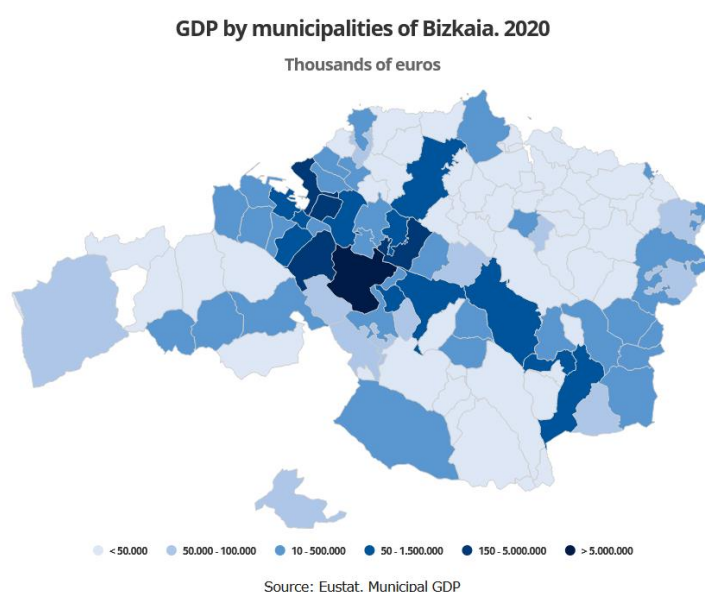 GDP by municipalities of Bizkaia. 2020
Thousands of euros
< 50.000 50.000 - 100.000 10 - 500.000 50 - 1.500.000 150 - 5.000.000 > 5.000.000
Source: Eustat. Municipal GDP